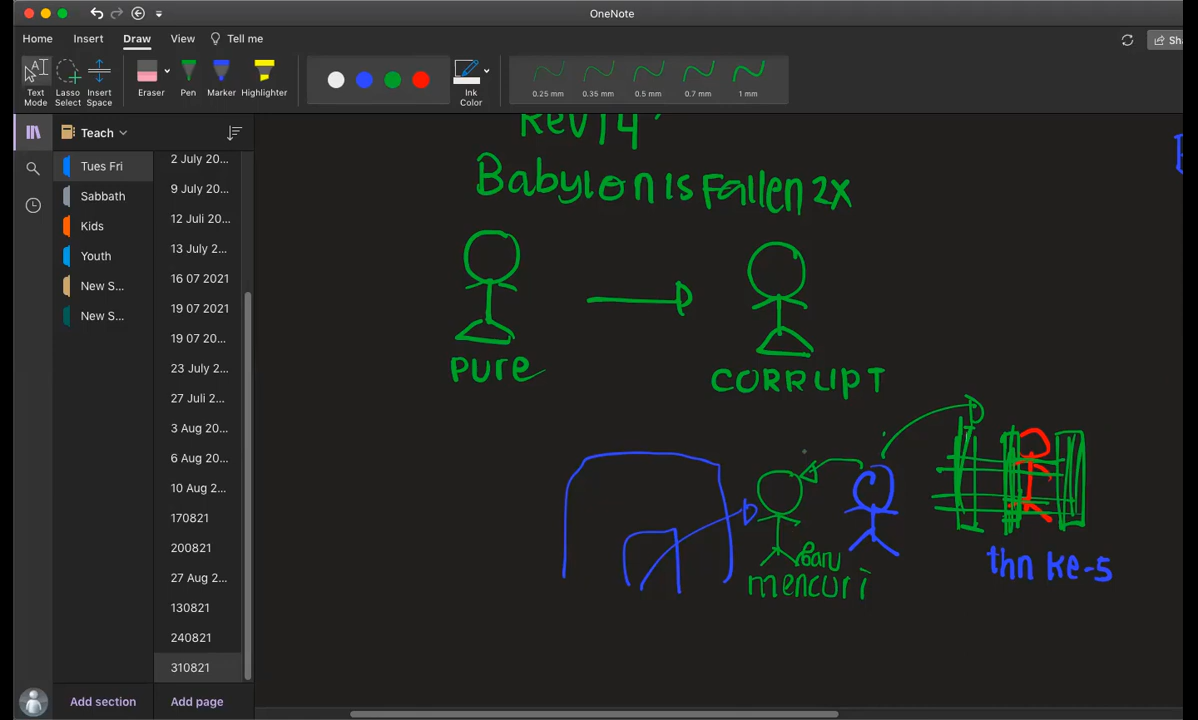 OneNote
Home Insert Draw View Tell me
Sha
Text Mode
Lasso Select
Insert Space
Eraser
Pen
Marker
Highlighter
Ink Color
0.25 mm 0.35 mm 0.5 mm 0.7 mm 1 mm
Teach
Tues Fri
Sabbath
Kids
Youth
New S...
New S...
2 July 20...
9 July 20...
12 Juli 20...
13 July 2...
16 07 2021
19 07 2021
19 07 2021
23 July 2...
27 Juli 2...
3 Aug 20...
6 Aug 20...
10 Aug 2...
170821
200821
27 Aug 2...
130821
240821
310821
Add section
Add page
Rev 14
Babylon Is Fallen 2x
PURE
CORRUPT
baru
mencuri
thn ke-5